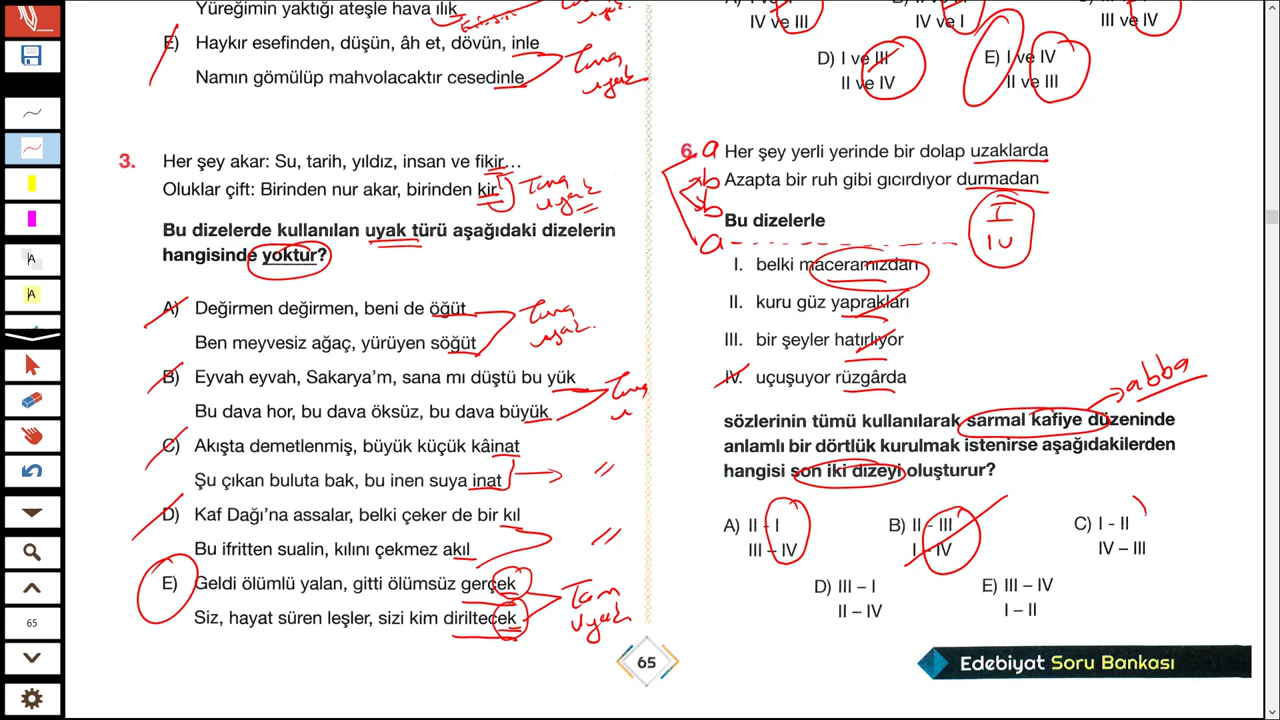 Yüreğimin yaktığı ateşle hava ılık
E) Haykır esefinden, düşün, âh et, dövün, inle
Namın gömülüp mahvolacaktır cesedinle
Tunç
uyak
3. Her şey akar: Su, tarih, yıldız, insan ve fikir...
Oluklar çift: Birinden nur akar, birinden kir.
Tunç
uyak
Bu dizelerde kullanılan uyak türü aşağıdaki dizelerin
hangisinde yoktur?
A) Değirmen değirmen, beni de öğüt
Ben meyvesiz ağaç, yürüyen söğüt
Tunç
uyak.
B) Eyvah eyvah, Sakarya'm, sana mı düştü bu yük
Bu dava hor, bu dava öksüz, bu dava büyük
Tunç
u
C) Akışta demetlenmiş, büyük küçük kâinat
Şu çıkan buluta bak, bu inen suya inat
"
D) Kaf Dağı'na assalar, belki çeker de bir kıl
Bu ifritten sualin, kılını çekmez akıl
"
E) Geldi ölümlü yalan, gitti ölümsüz gerçek
Siz, hayat süren leşler, sizi kim diriltecek
Tam
uyak
IV ve III
II ve I
III ve IV
D) I ve III
II ve IV
E) I ve IV
II ve III
6. a Her şey yerli yerinde bir dolap uzaklarda
b Azapta bir ruh gibi gıcırdıyor durmadan
b
a
I
IV
Bu dizelerle
I. belki maceramızdan
II. kuru güz yaprakları
III. bir şeyler hatırlıyor
IV. uçuşuyor rüzgârda
abba
sözlerinin tümü kullanılarak sarmal kafiye düzeninde
anlamlı bir dörtlük kurulmak istenirse aşağıdakilerden
hangisi son iki dizeyi oluşturur?
A) II - I
III – IV
B) II - III
I – IV
C) I - II
IV – III
D) III – I
II – IV
E) III – IV
I – II
65
65
Edebiyat Soru Bankası